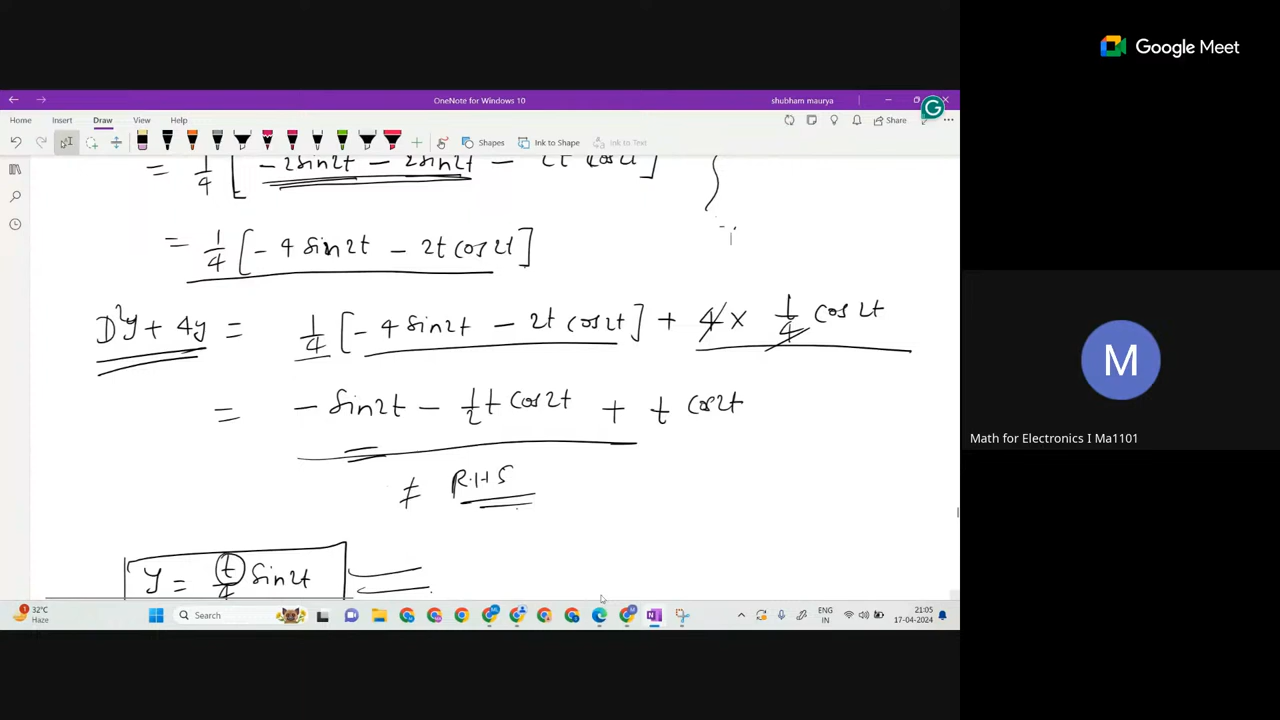 Google Meet
OneNote for Windows 10
shubham maurya
Home Insert Draw View Help
Share
Shapes Ink to Shape Ink to Text
= 1/4 [ - 2sin2t - 2sin2t - 2t cos2t ]
= 1/4 [ - 4 sin2t - 2t cos2t ]
D²y + 4y = 1/4 [ - 4 sin2t - 2t cos2t ] + 4 x 1/4 cos2t
= - sin2t - 1/2 t cos2t + t cos2t
≠ R.H.S
y = t/4 sin2t
M
Math for Electronics I Ma1101
1
32°C
Haze
Search
ENG
IN
21:05
17-04-2024